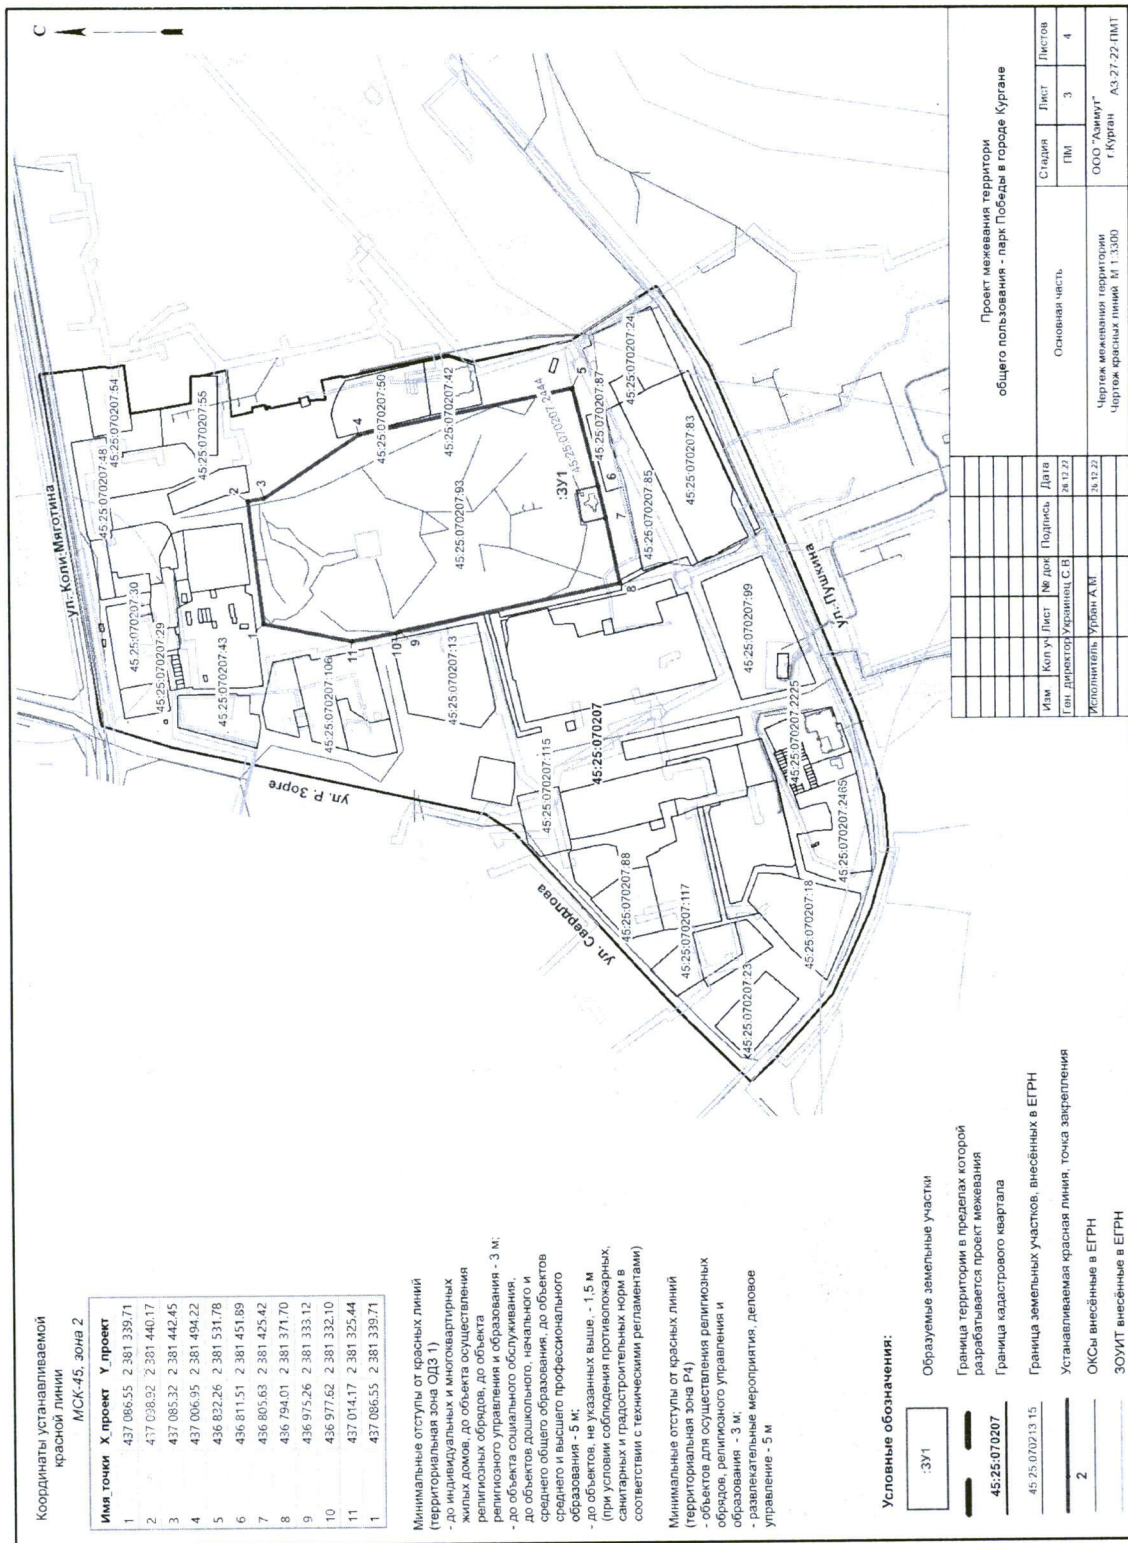 С
Координаты устанавливаемой
красной линии
МСК-45, зона 2
Имя_точки X_проект Y_проект
1 437 086.55 2 381 339.71
2 437 098.92 2 381 440.17
3 437 085.32 2 381 442.45
4 437 006.95 2 381 494.22
5 436 832.26 2 381 531.78
6 436 811.51 2 381 451.89
7 436 805.63 2 381 425.42
8 436 794.01 2 381 371.70
9 436 975.26 2 381 333.12
10 436 977.62 2 381 332.10
11 437 014.17 2 381 325.44
1 437 086.55 2 381 339.71
Минимальные отступы от красных линий
(территориальная зона ОДЗ 1)
- до индивидуальных и многоквартирных
жилых домов, до объекта осуществления
религиозных обрядов, до объекта
религиозного управления и образования - 3 м;
- до объекта социального обслуживания,
до объектов дошкольного, начального и
среднего общего образования, до объектов
среднего и высшего профессионального
образования - 5 м;
- до объектов, не указанных выше, - 1,5 м
(при условии соблюдения противопожарных,
санитарных и градостроительных норм в
соответствии с техническими регламентами)
Минимальные отступы от красных линий
(территориальная зона Р4)
- объектов для осуществления религиозных
обрядов, религиозного управления и
образования - 3 м;
- развлекательные мероприятия, деловое
управление - 5 м
Условные обозначения:
:ЗУ1
Образуемые земельные участки
Граница территории в пределах которой
разрабатывается проект межевания
45:25:070207
Граница кадастрового квартала
45:25:070213:15
Граница земельных участков, внесённых в ЕГРН
2
Устанавливаемая красная линия, точка закрепления
ОКСы внесённые в ЕГРН
ЗОУИТ внесённые в ЕГРН
ул. Коли Мяготина
ул. Р. Зорге
ул. Свердлова
ул. Пушкина
45:25:070207:48
45:25:070207:54
45:25:070207:55
45:25:070207:30
45:25:070207:29
45:25:070207:43
45:25:070207:106
45:25:070207:13
45:25:070207:50
45:25:070207:42
45:25:070207:93
:ЗУ1
45:25:070207:2444
45:25:070207:87
45:25:070207:24
45:25:070207:85
45:25:070207:83
45:25:070207:99
45:25:070207:115
45:25:070207
45:25:070207:2225
45:25:070207:2465
45:25:070207:88
45:25:070207:117
45:25:070207:18
45:25:070207:23
1
2
3
4
5
6
7
8
9
10
11
Проект межевания територи
общего пользования - парк Победы в городе Кургане
Изм Кол уч Лист № док Подпись Дата
Ген директор Украинец С.В. 26.12.22
Исполнитель Урбан А.М. 26.12.22
Основная часть
Стадия Лист Листов
ПМ 3 4
Чертеж межевания территории
Чертеж красных линий М 1:3300
ООО "Азимут"
г.Курган АЗ-27-22-ПМТ